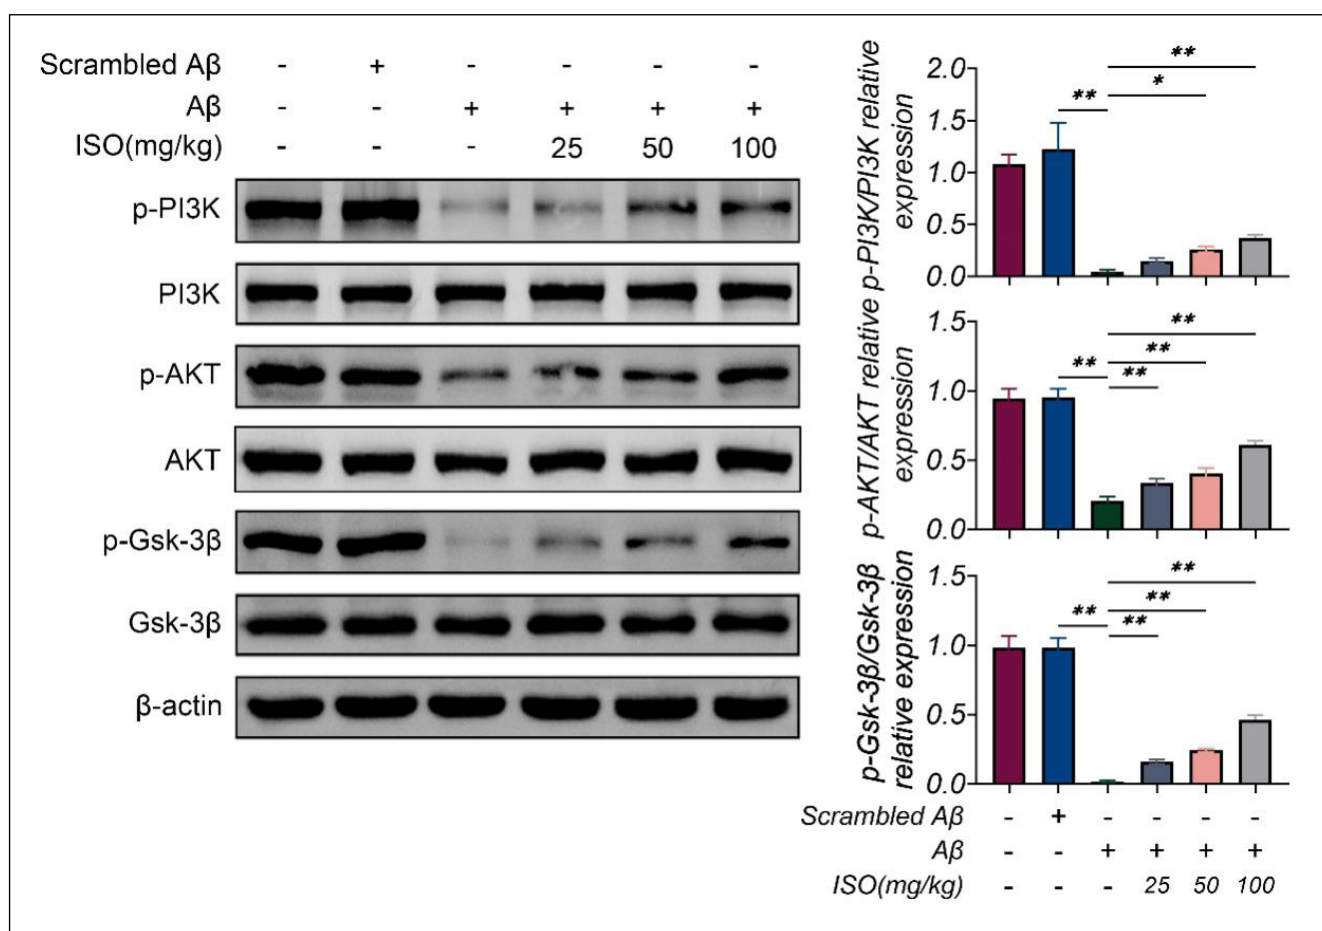 Scrambled Aβ - + - - - -
Aβ - - + + + +
ISO(mg/kg) - - - 25 50 100
p-PI3K
PI3K
p-AKT
AKT
p-Gsk-3β
Gsk-3β
β-actin
p-PI3K/PI3K relative
expression
2.0
1.5
1.0
0.5
0.0
**
*
**
p-AKT/AKT relative
expression
1.5
1.0
0.5
0.0
**
**
**
**
p-Gsk-3β/Gsk-3β
relative expression
1.5
1.0
0.5
0.0
**
**
**
**
Scrambled Aβ - + - - - -
Aβ - - + + + +
ISO(mg/kg) - - - 25 50 100